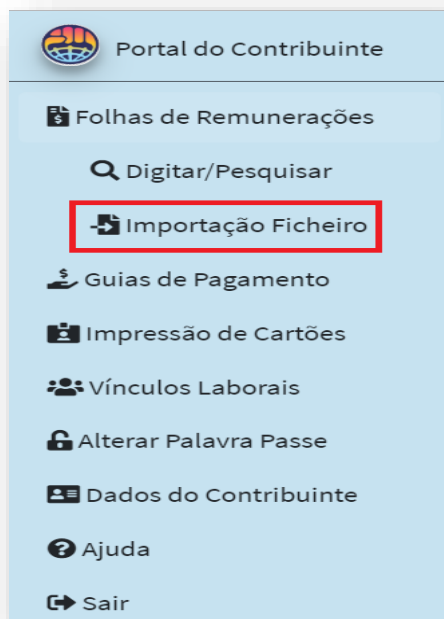 Portal do Contribuinte
Folhas de Remunerações
Digitar/Pesquisar
Importação Ficheiro
Guias de Pagamento
Impressão de Cartões
Vínculos Laborais
Alterar Palavra Passe
Dados do Contribuinte
Ajuda
Sair